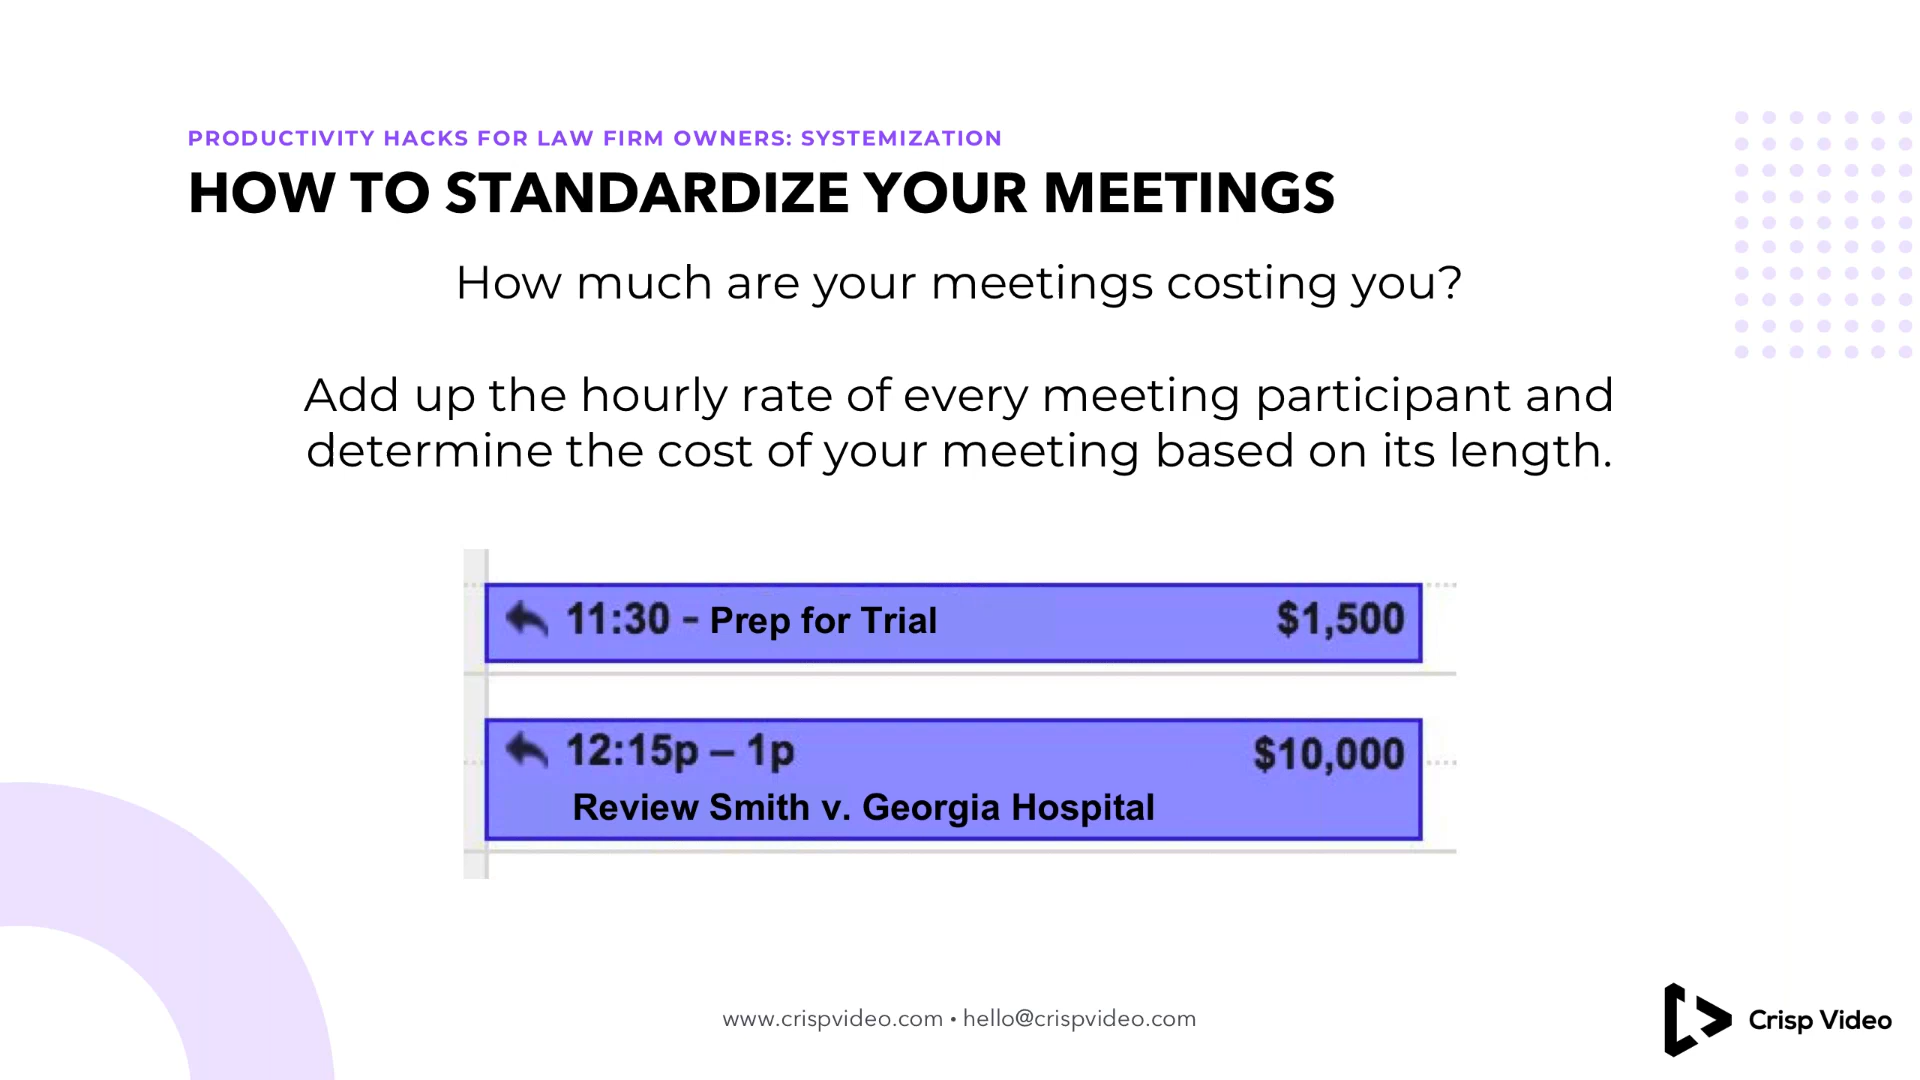 PRODUCTIVITY HACKS FOR LAW FIRM OWNERS: SYSTEMIZATION
HOW TO STANDARDIZE YOUR MEETINGS
How much are your meetings costing you?
Add up the hourly rate of every meeting participant and
determine the cost of your meeting based on its length.
11:30 – Prep for Trial $1,500
12:15p – 1p $10,000
Review Smith v. Georgia Hospital
www.crispvideo.com • hello@crispvideo.com
Crisp Video